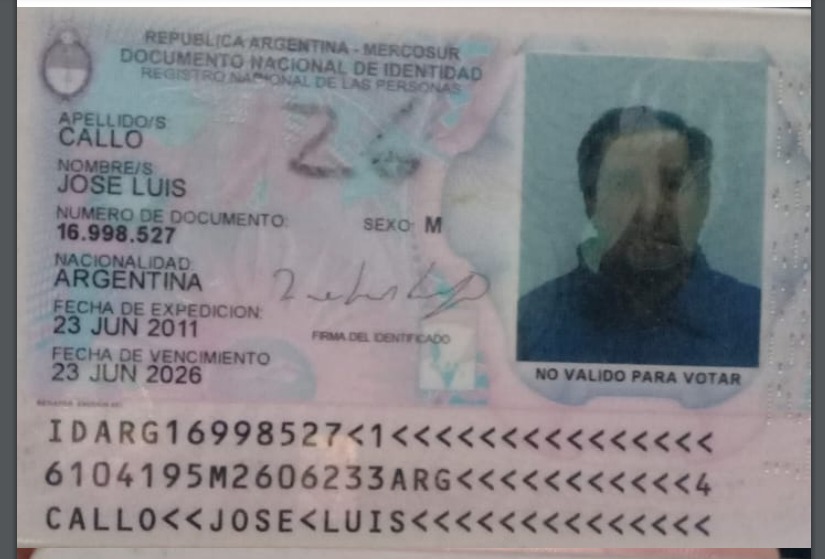 REPUBLICA ARGENTINA - MERCOSUR
DOCUMENTO NACIONAL DE IDENTIDAD
REGISTRO NACIONAL DE LAS PERSONAS
26
APELLIDO/S
CALLO
NOMBRE/S
JOSE LUIS
NUMERO DE DOCUMENTO: SEXO: M
16.998.527
NACIONALIDAD:
ARGENTINA
FECHA DE EXPEDICION:
23 JUN 2011
FIRMA DEL IDENTIFICADO
FECHA DE VENCIMIENTO
23 JUN 2026
NO VALIDO PARA VOTAR
IDARG16998527<1<<<<<<<<<<<<<<<
6104195M2606233ARG<<<<<<<<<<<4
CALLO<<JOSE<LUIS<<<<<<<<<<<<<<